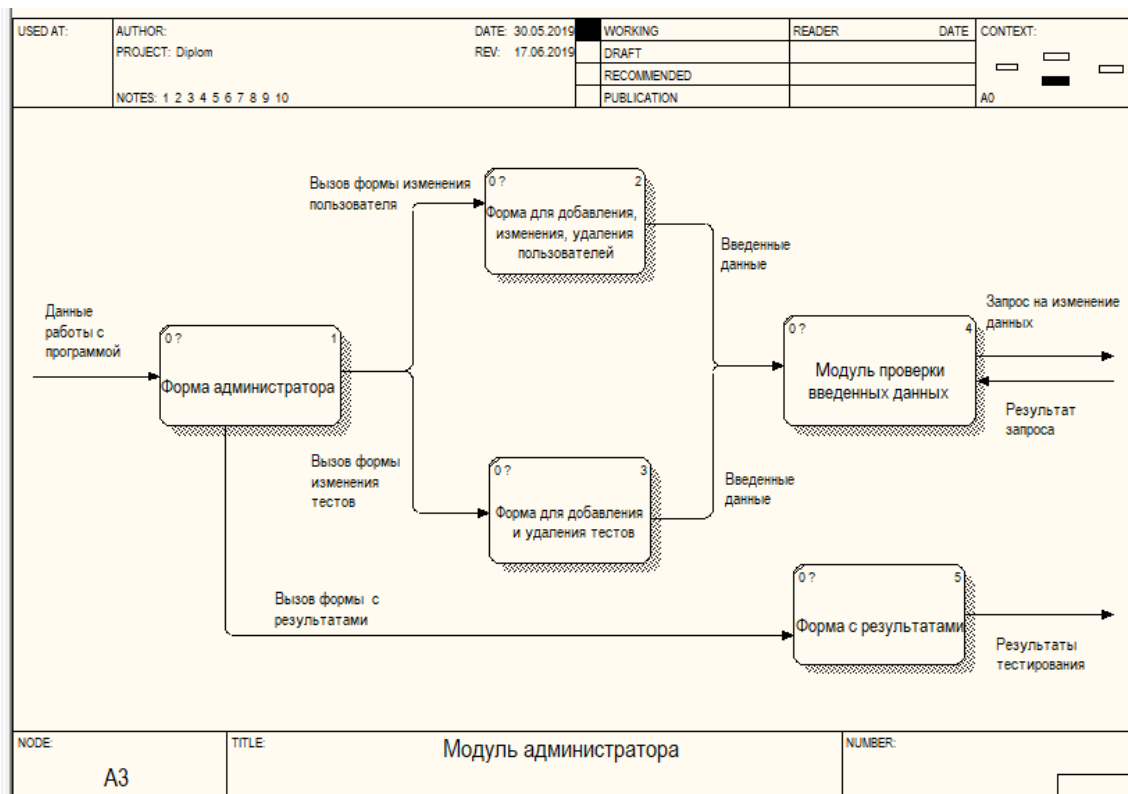 USED AT:
AUTHOR:
DATE: 30.05.2019
WORKING
READER
DATE
CONTEXT:
PROJECT: Diplom
REV: 17.06.2019
DRAFT
RECOMMENDED
NOTES: 1 2 3 4 5 6 7 8 9 10
PUBLICATION
A0
Вызов формы изменения
пользователя
0 ?
2
Форма для добавления,
изменения, удаления
пользователей
Введенные
данные
Данные
работы с
программой
0 ?
1
Форма администратора
0 ?
4
Модуль проверки
введенных данных
Запрос на изменение
данных
Результат
запроса
Вызов формы
изменения
тестов
0 ?
3
Форма для добавления
и удаления тестов
Введенные
данные
Вызов формы с
результатами
0 ?
5
Форма с результатами
Результаты
тестирования
NODE:
A3
TITLE:
Модуль администратора
NUMBER: